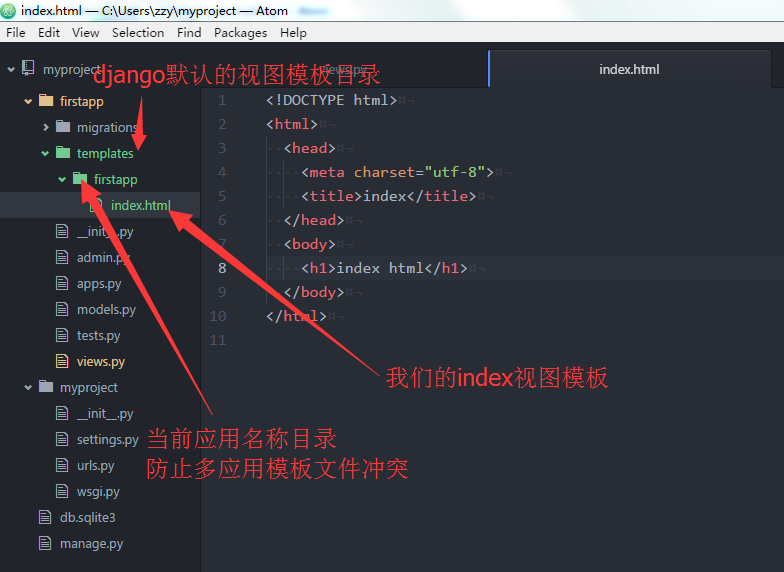 index.html — C:\Users\zzy\myproject — Atom
File Edit View Selection Find Packages Help
myproject
django默认的视图模板目录
index.html
firstapp
migrations
templates
firstapp
index.html
__init__.py
admin.py
apps.py
models.py
tests.py
views.py
myproject
__init__.py
settings.py
urls.py
wsgi.py
db.sqlite3
manage.py
1 <!DOCTYPE html>
2 <html>
3 <head>
4 <meta charset="utf-8">
5 <title>index</title>
6 </head>
7 <body>
8 <h1>index html</h1>
9 </body>
10 </html>
11
我们的index视图模板
当前应用名称目录
防止多应用模板文件冲突